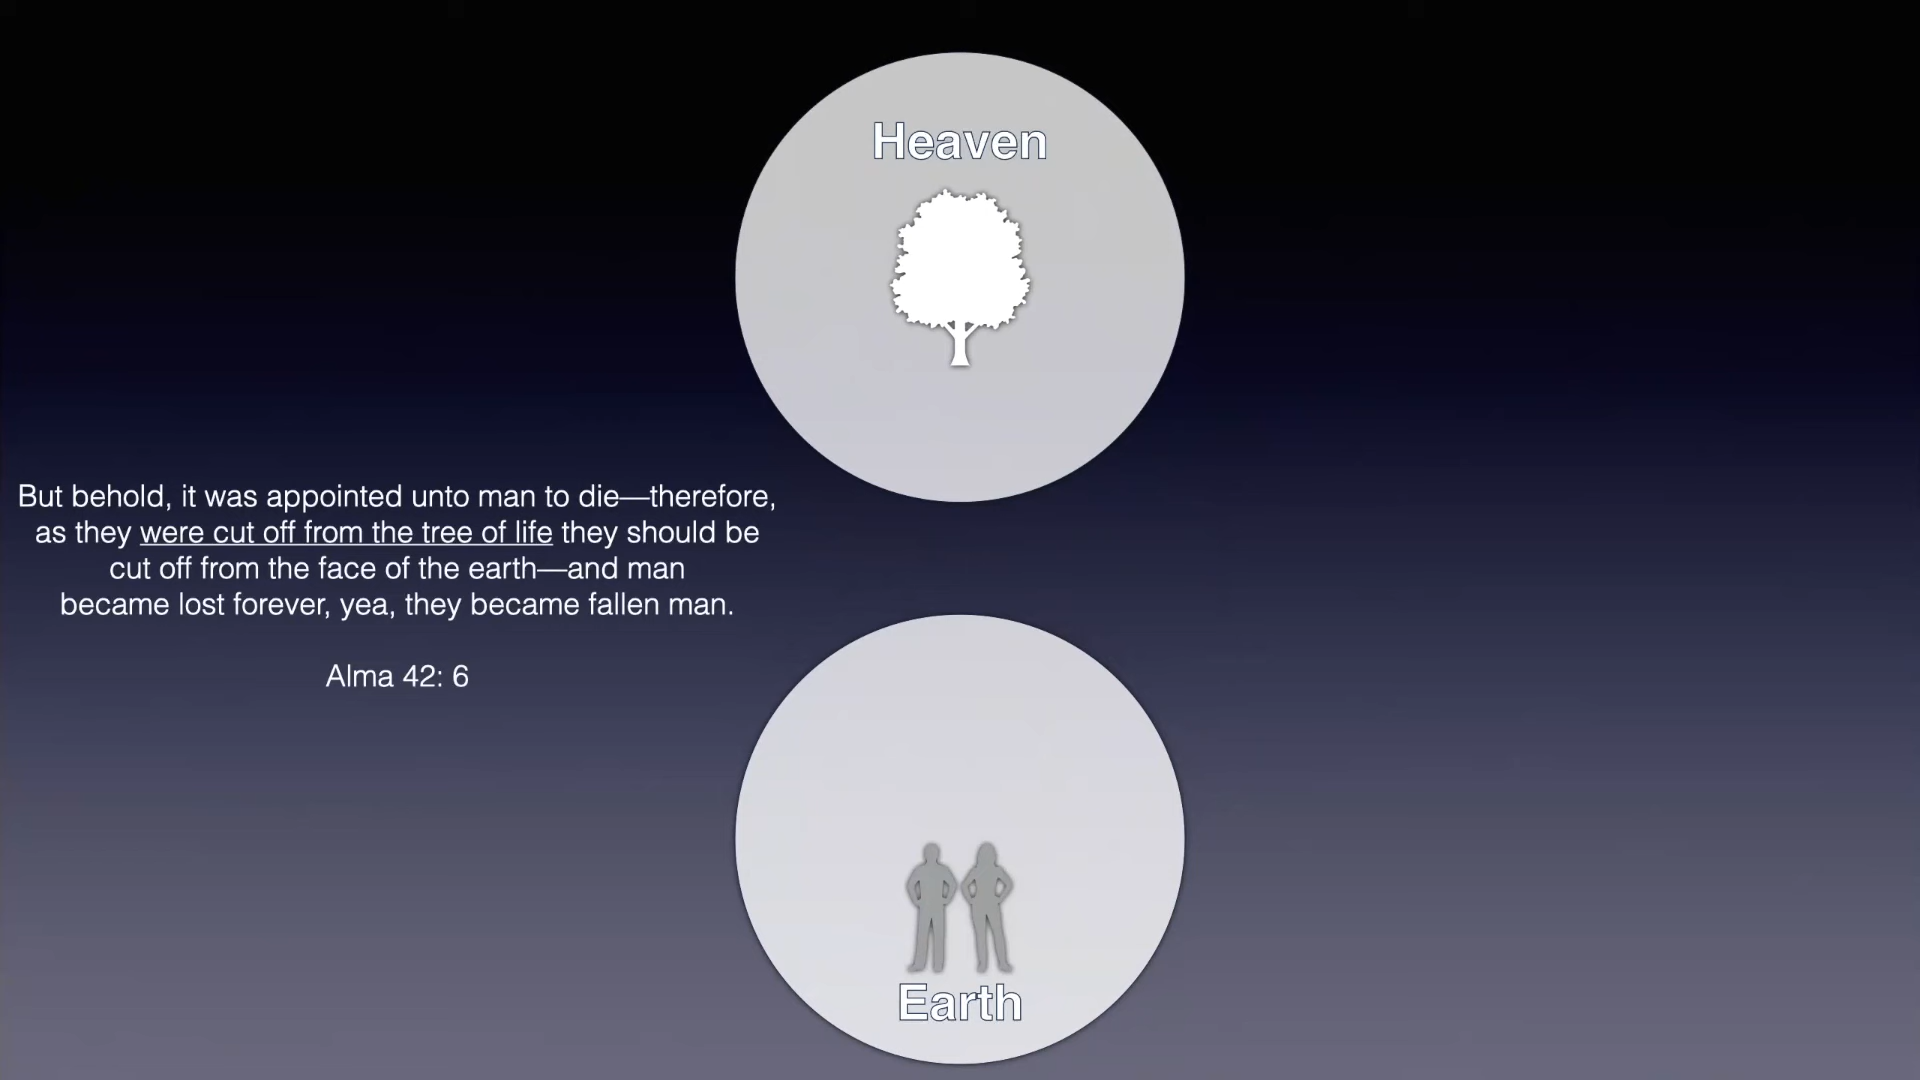 Heaven
But behold, it was appointed unto man to die—therefore,
as they were cut off from the tree of life they should be
cut off from the face of the earth—and man
became lost forever, yea, they became fallen man.
Alma 42: 6
Earth